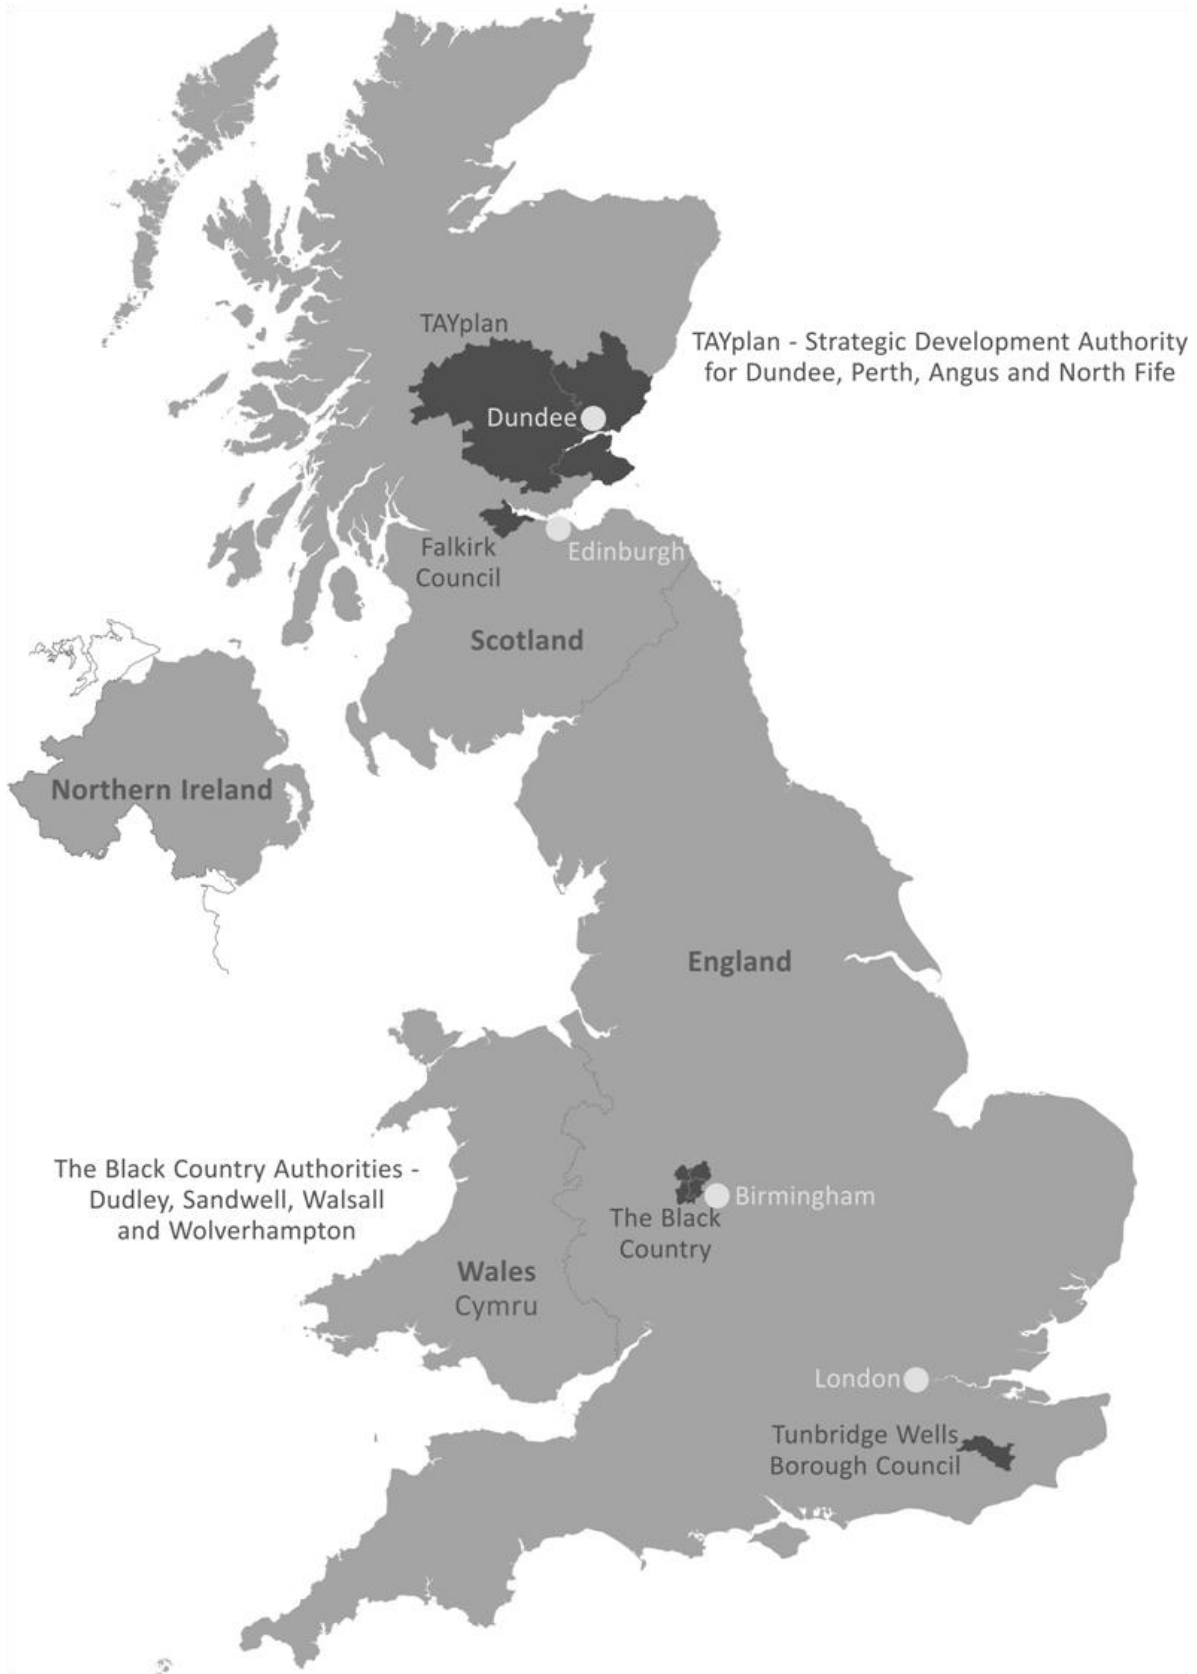 TAYplan
TAYplan - Strategic Development Authority
for Dundee, Perth, Angus and North Fife
Dundee
Falkirk
Council
Edinburgh
Scotland
Northern Ireland
England
The Black Country Authorities -
Dudley, Sandwell, Walsall
and Wolverhampton
Birmingham
The Black
Country
Wales
Cymru
London
Tunbridge Wells
Borough Council